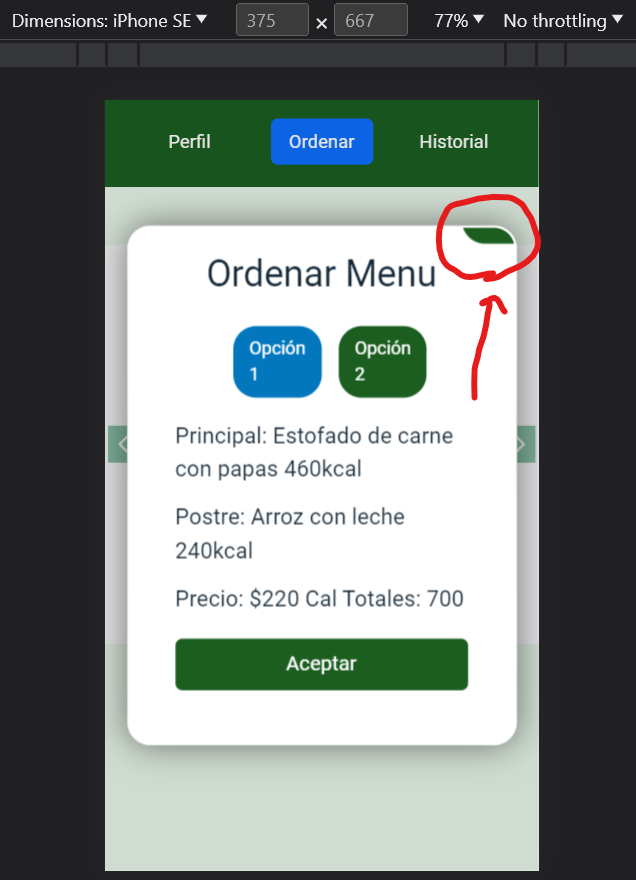 Dimensions: iPhone SE ▼ 375 × 667 77% ▼ No throttling ▼
Perfil Ordenar Historial
Ordenar Menu
Opción
1
Opción
2
Principal: Estofado de carne
con papas 460kcal
Postre: Arroz con leche
240kcal
Precio: $220 Cal Totales: 700
Aceptar